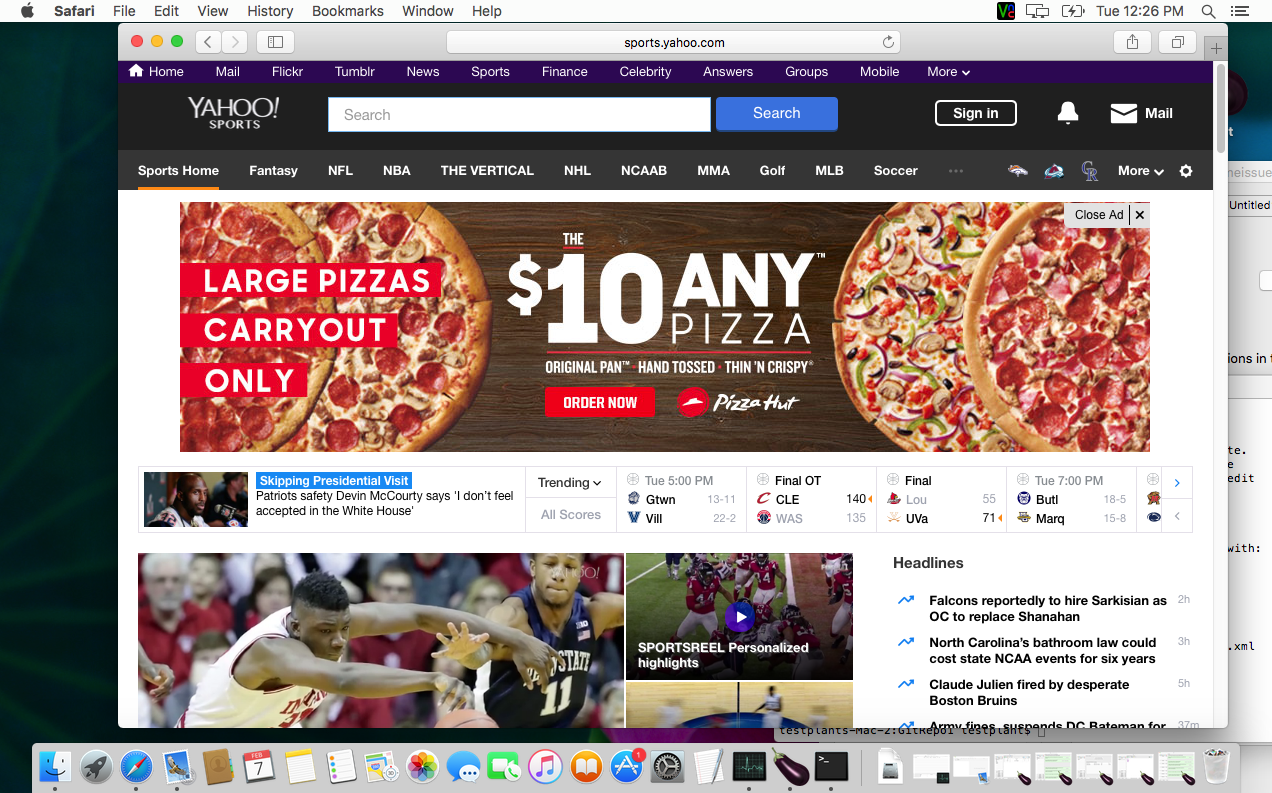 Safari File Edit View History Bookmarks Window Help Tue 12:26 PM
sports.yahoo.com
Home Mail Flickr Tumblr News Sports Finance Celebrity Answers Groups Mobile More
YAHOO! SPORTS
Search
Search
Sign in
Mail
Sports Home Fantasy NFL NBA THE VERTICAL NHL NCAAB MMA Golf MLB Soccer ... More
Close Ad
LARGE PIZZAS
CARRYOUT
ONLY
THE
$10 ANY™
PIZZA
ORIGINAL PAN™ · HAND TOSSED · THIN 'N CRISPY®
ORDER NOW
Pizza Hut
Skipping Presidential Visit
Patriots safety Devin McCourty says 'I don't feel
accepted in the White House'
Trending
All Scores
Tue 5:00 PM
Gtwn 13-11
Vill 22-2
Final OT
CLE 140
WAS 135
Final
Lou 55
UVa 71
Tue 7:00 PM
Butl 18-5
Marq 15-8
YAHOO!
SPORTSREEL Personalized
highlights
Headlines
Falcons reportedly to hire Sarkisian as 2h
OC to replace Shanahan
North Carolina's bathroom law could 3h
cost state NCAA events for six years
Claude Julien fired by desperate 5h
Boston Bruins
Army fines, suspends DC Bateman for 37m
Untitled
ions in
te.
edit
with:
.xml
testplants-Mac-2:GitRepo1 testplant$
FEB
7
1